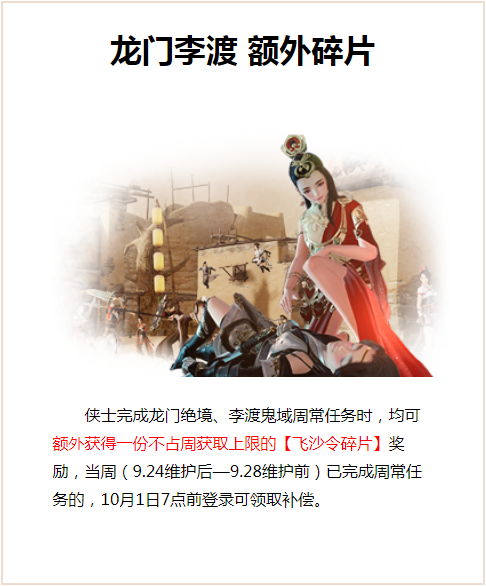 龙门李渡 额外碎片
侠士完成龙门绝境、李渡鬼域周常任务时，均可
额外获得一份不占周获取上限的【飞沙令碎片】奖
励，当周（9.24维护后—9.28维护前）已完成周常任
务的，10月1日7点前登录可领取补偿。